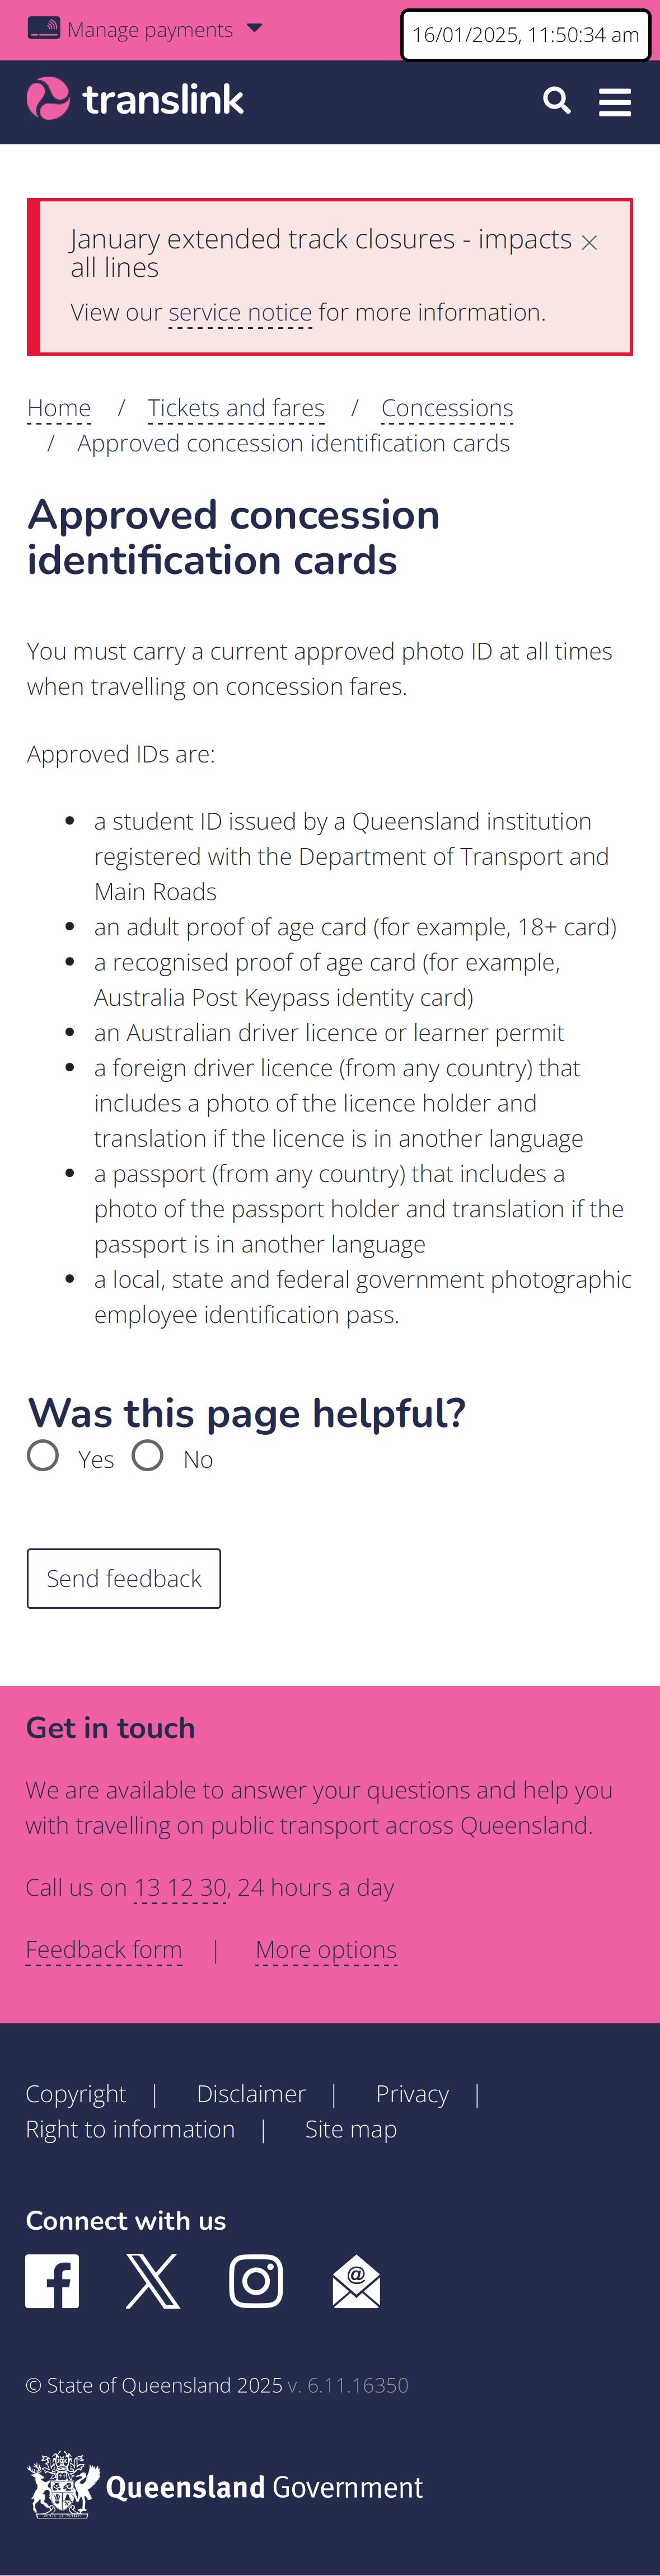 Manage payments
16/01/2025, 11:50:34 am
translink
January extended track closures - impacts
all lines
View our service notice for more information.
Home / Tickets and fares / Concessions
/ Approved concession identification cards
Approved concession
identification cards
You must carry a current approved photo ID at all times
when travelling on concession fares.
Approved IDs are:
• a student ID issued by a Queensland institution
registered with the Department of Transport and
Main Roads
• an adult proof of age card (for example, 18+ card)
• a recognised proof of age card (for example,
Australia Post Keypass identity card)
• an Australian driver licence or learner permit
• a foreign driver licence (from any country) that
includes a photo of the licence holder and
translation if the licence is in another language
• a passport (from any country) that includes a
photo of the passport holder and translation if the
passport is in another language
• a local, state and federal government photographic
employee identification pass.
Was this page helpful?
Yes No
Send feedback
Get in touch
We are available to answer your questions and help you
with travelling on public transport across Queensland.
Call us on 13 12 30, 24 hours a day
Feedback form | More options
Copyright | Disclaimer | Privacy |
Right to information | Site map
Connect with us
© State of Queensland 2025 v. 6.11.16350
Queensland Government